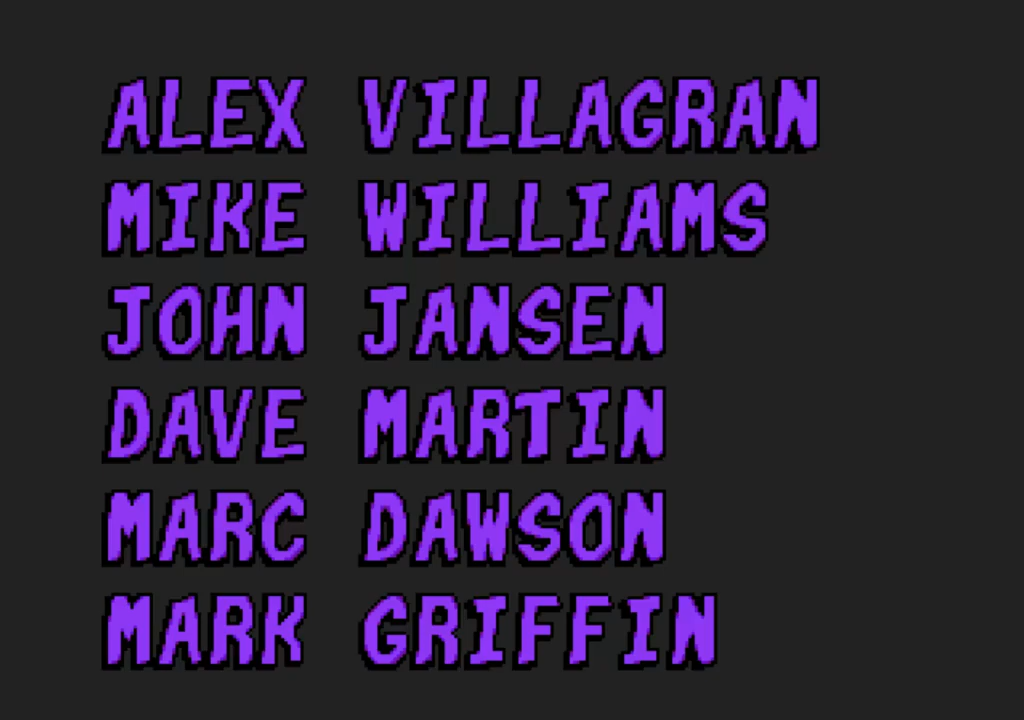 ALEX VILLAGRAN
MIKE WILLIAMS
JOHN JANSEN
DAVE MARTIN
MARC DAWSON
MARK GRIFFIN